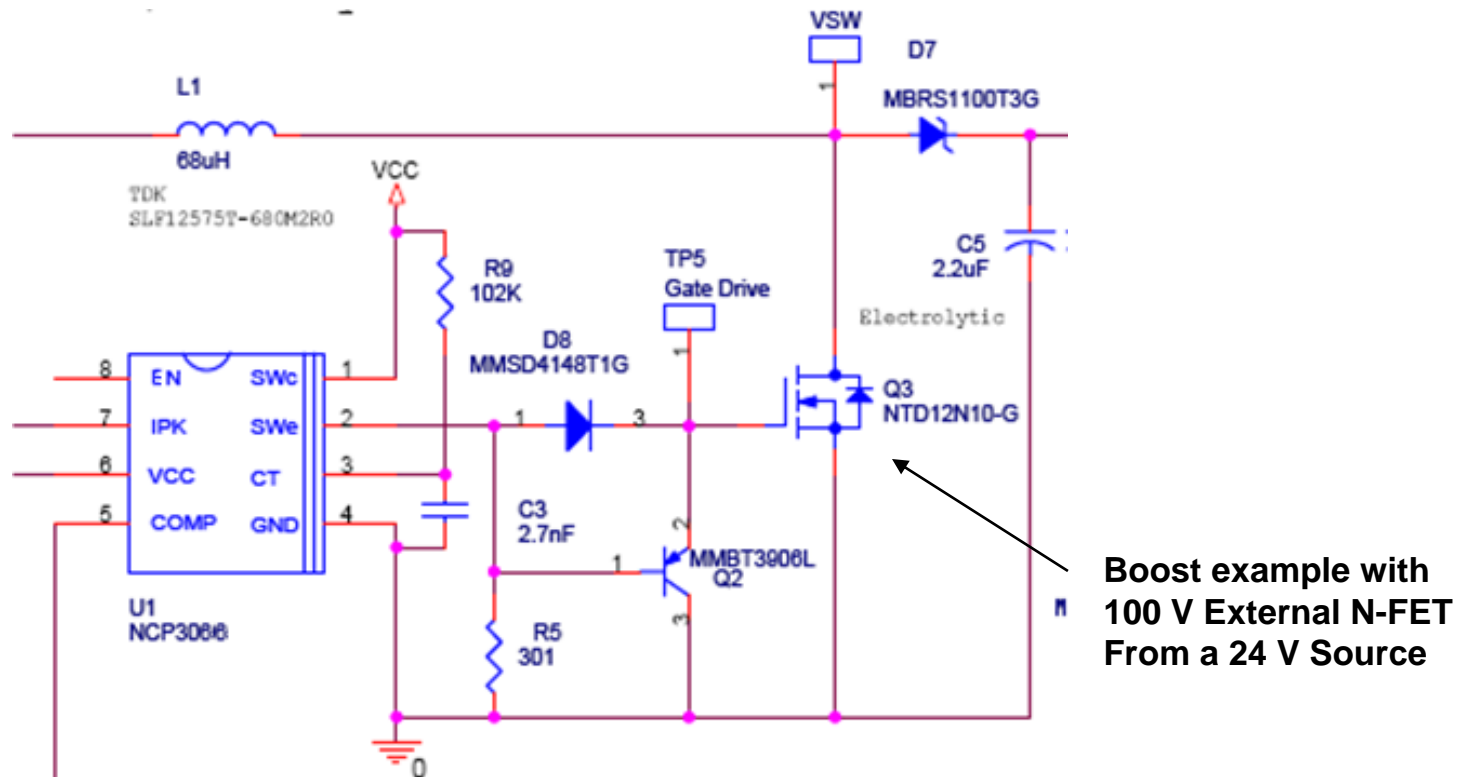 VSW
1
D7
MBRS1100T3G
L1
68uH
TDK
SLF12575T-680M2R0
VCC
R9
102K
TP5
Gate Drive
1
C5
2.2uF
Electrolytic
D8
MMSD4148T1G
1
3
Q3
NTD12N10-G
8
EN
SWc
1
7
IPK
SWe
2
6
VCC
CT
3
5
COMP
GND
4
U1
NCP3066
C3
2.7nF
2
1
MMBT3906L
Q2
3
R5
301
0
M
Boost example with
100 V External N-FET
From a 24 V Source